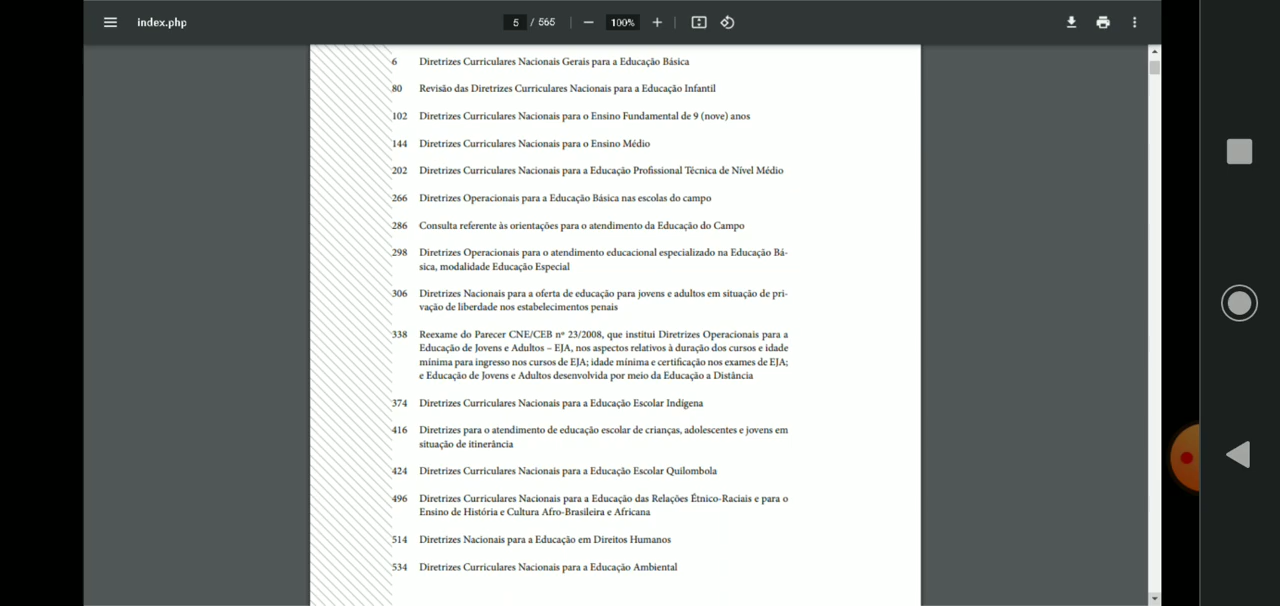 index.php
5 / 565
100%
6 Diretrizes Curriculares Nacionais Gerais para a Educação Básica
80 Revisão das Diretrizes Curriculares Nacionais para a Educação Infantil
102 Diretrizes Curriculares Nacionais para o Ensino Fundamental de 9 (nove) anos
144 Diretrizes Curriculares Nacionais para o Ensino Médio
202 Diretrizes Curriculares Nacionais para a Educação Profissional Técnica de Nível Médio
266 Diretrizes Operacionais para a Educação Básica nas escolas do campo
286 Consulta referente às orientações para o atendimento da Educação do Campo
298 Diretrizes Operacionais para o atendimento educacional especializado na Educação Bá-
sica, modalidade Educação Especial
306 Diretrizes Nacionais para a oferta de educação para jovens e adultos em situação de pri-
vação de liberdade nos estabelecimentos penais
338 Reexame do Parecer CNE/CEB nº 23/2008, que institui Diretrizes Operacionais para a
Educação de Jovens e Adultos – EJA, nos aspectos relativos à duração dos cursos e idade
mínima para ingresso nos cursos de EJA; idade mínima e certificação nos exames de EJA;
e Educação de Jovens e Adultos desenvolvida por meio da Educação a Distância
374 Diretrizes Curriculares Nacionais para a Educação Escolar Indígena
416 Diretrizes para o atendimento de educação escolar de crianças, adolescentes e jovens em
situação de itinerância
424 Diretrizes Curriculares Nacionais para a Educação Escolar Quilombola
496 Diretrizes Curriculares Nacionais para a Educação das Relações Étnico-Raciais e para o
Ensino de História e Cultura Afro-Brasileira e Africana
514 Diretrizes Nacionais para a Educação em Direitos Humanos
534 Diretrizes Curriculares Nacionais para a Educação Ambiental